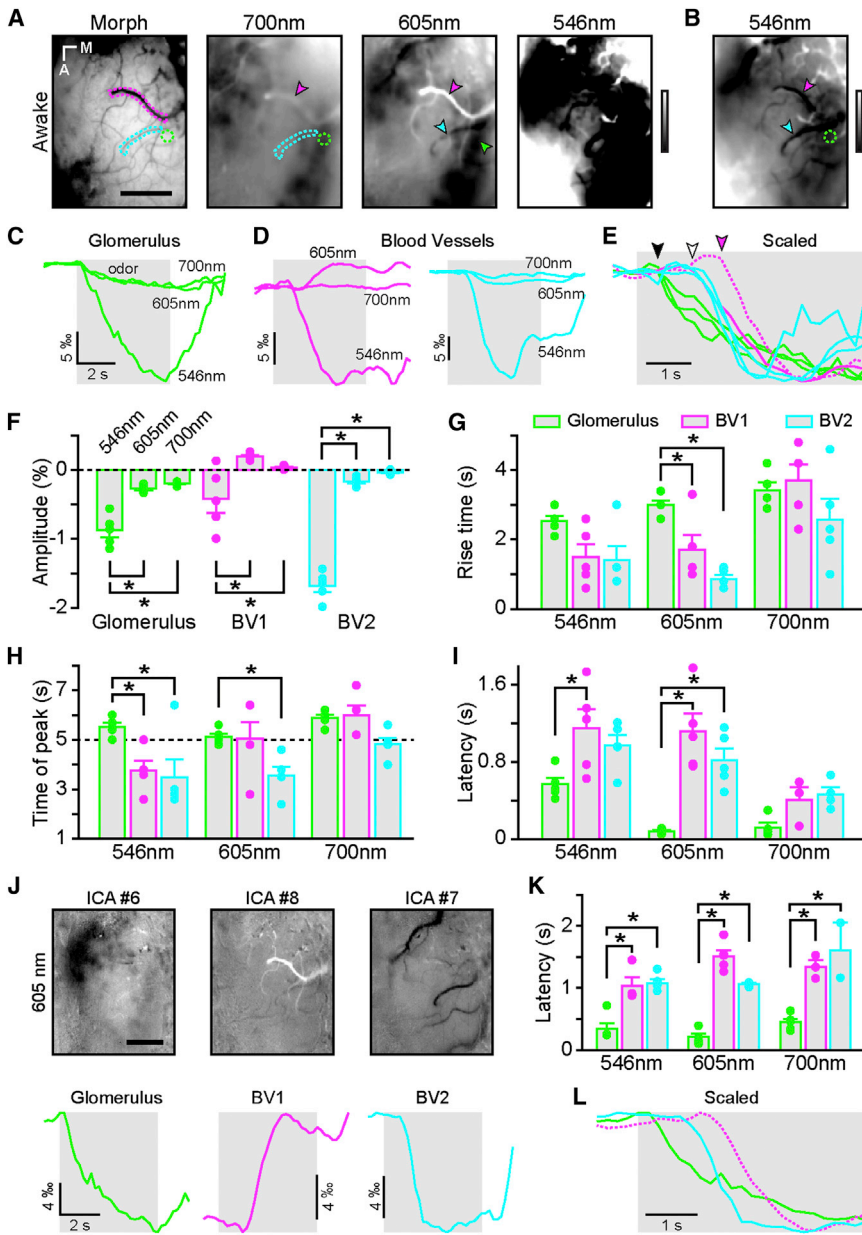 A
Morph
700nm
605nm
546nm
B
546nm
M
A
Awake
C
Glomerulus
odor
700nm
605nm
546nm
5 ‰
2 s
D
Blood Vessels
605nm
700nm
546nm
5 ‰
700nm
605nm
546nm
5 ‰
E
Scaled
1 s
F
546nm
605nm
700nm
Amplitude (%)
0
-1
-2
*
*
*
*
*
*
Glomerulus
BV1
BV2
G
Glomerulus
BV1
BV2
Rise time (s)
4
2
0
*
*
546nm
605nm
700nm
H
Time of peak (s)
7
5
3
1
*
*
*
546nm
605nm
700nm
I
Latency (s)
1.6
0.8
0
*
*
*
546nm
605nm
700nm
J
ICA #6
ICA #8
ICA #7
605 nm
Glomerulus
BV1
BV2
4 ‰
2 s
4 ‰
4 ‰
K
Latency (s)
2
1
0
*
*
*
*
*
*
546nm
605nm
700nm
L
Scaled
1 s